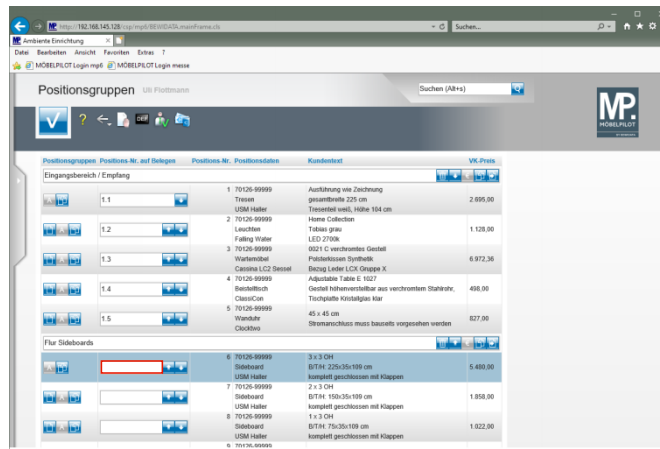 http://192.168.145.128/csp/mp6/BEWIDATA.mainFrame.cls
Suchen...
Ambiente Einrichtung
Datei Bearbeiten Ansicht Favoriten Extras ?
MÖBELPILOT Login mp6 MÖBELPILOT Login messe
Positionsgruppen Uli Flottmann
Suchen (Alt+s)
MP
MÖBELPILOT
Positionsgruppen Positions-Nr. auf Belegen Positions-Nr. Positionsdaten Kundentext VK-Preis
Eingangsbereich / Empfang
1 70126-99999 Ausführung wie Zeichnung
1.1 Tresen gesamtbreite 225 cm 2.695,00
USM Haller Tresenteil weiß, Höhe 104 cm
2 70126-99999 Home Collection
1.2 Leuchten Tobias grau 1.128,00
Falling Water LED 2700k
3 70126-99999 0021 C verchromtes Gestell
1.3 Wartemöbel Polsterkissen Synthetik 6.972,36
Cassina LC2 Sessel Bezug Leder LCX Gruppe X
4 70126-99999 Adjustable Table E 1027
1.4 Beistelltisch Gestell höhenverstellbar aus verchromtem Stahlrohr, 498,00
ClassiCon Tischplatte Kristallglas klar
5 70126-99999 45 x 45 cm
1.5 Wanduhr Stromanschluss muss bauseits vorgesehen werden 827,00
Clocktwo
Flur Sideboards
6 70126-99999 3 x 3 OH
Sideboard B/T/H: 225x35x109 cm 5.480,00
USM Haller komplett geschlossen mit Klappen
7 70126-99999 2 x 3 OH
Sideboard B/T/H: 150x35x109 cm 1.858,00
USM Haller komplett geschlossen mit Klappen
8 70126-99999 1 x 3 OH
Sideboard B/T/H: 75x35x109 cm 1.022,00
USM Haller komplett geschlossen mit Klappen
9 70126-99999